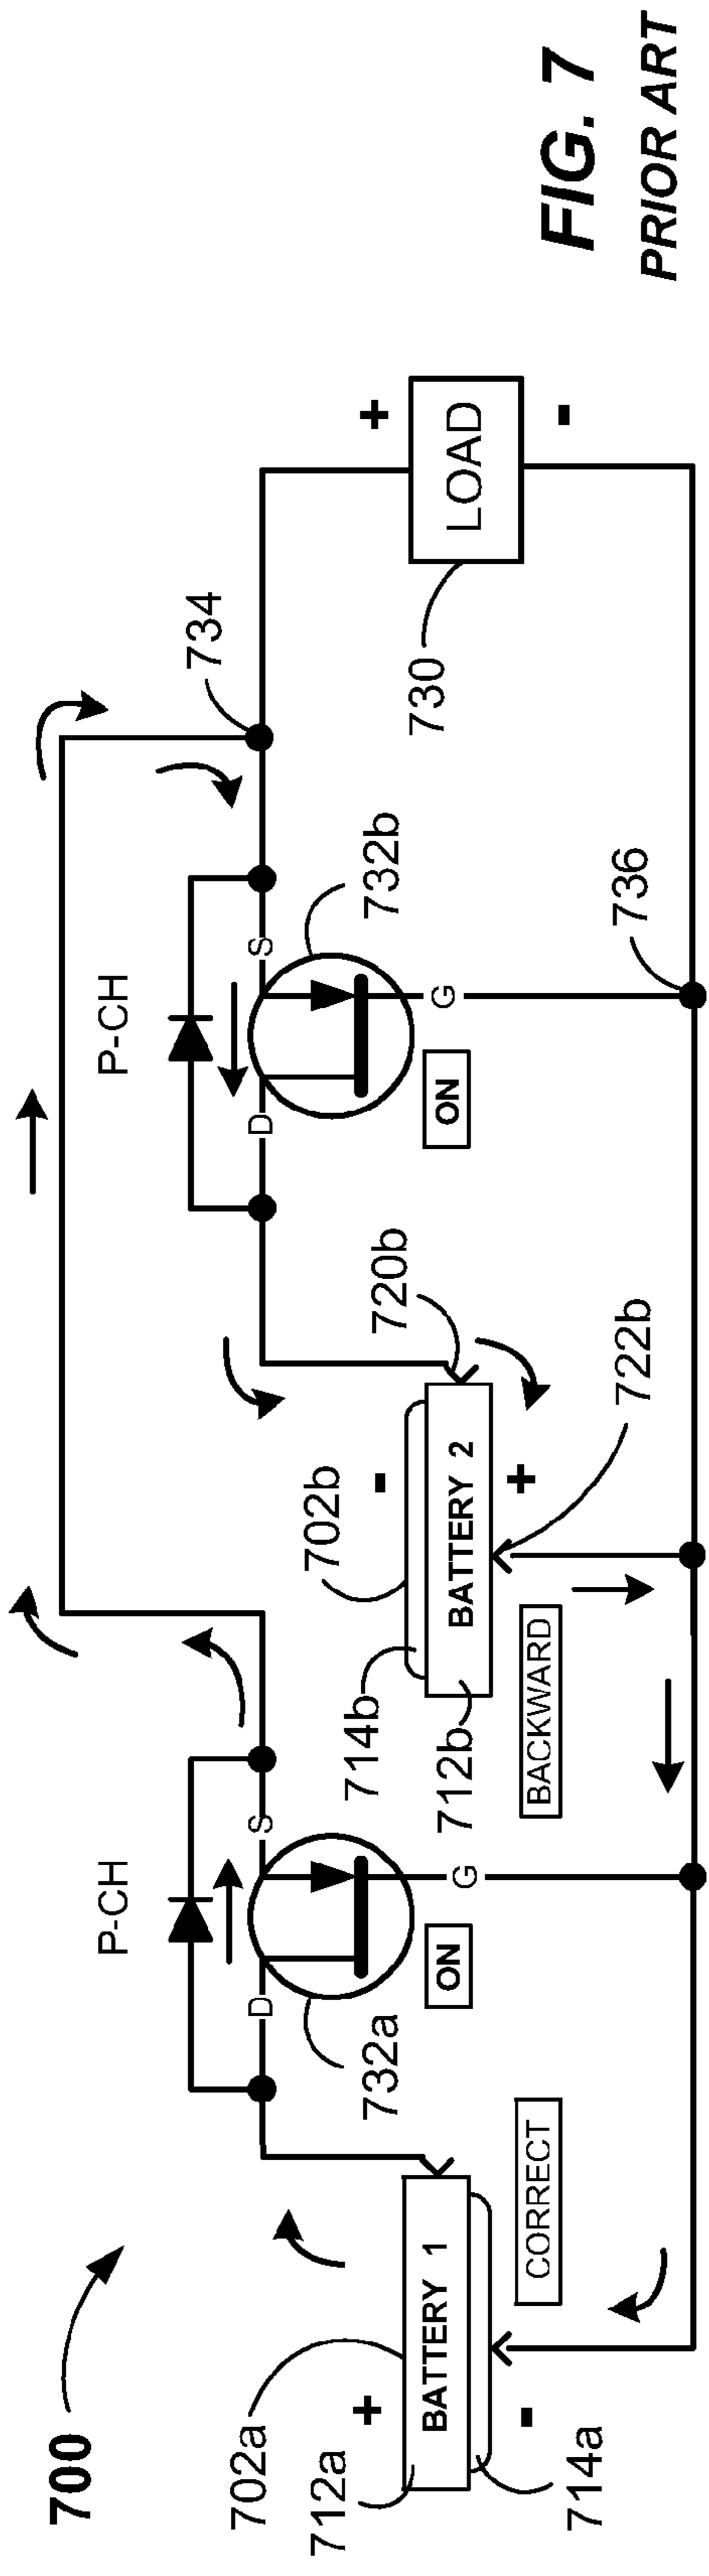 700
702a
712a
+
BATTERY 1
-
714a
CORRECT
P-CH
D
S
G
732a
ON
702b
714b
712b
-
BATTERY 2
+
BACKWARD
720b
722b
P-CH
D
S
G
732b
ON
734
736
730
+
LOAD
-
FIG. 7
PRIOR ART